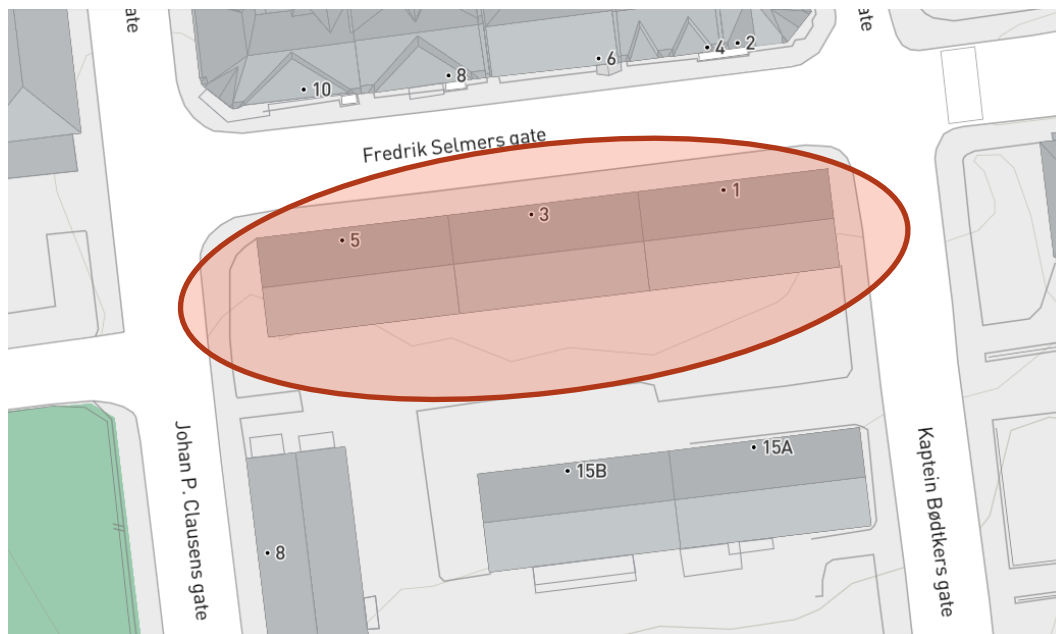 gate
gate
2
4
6
8
10
Fredrik Selmers gate
1
3
5
15A
15B
8
Johan P. Clausens gate
Kaptein Bødtkers gate